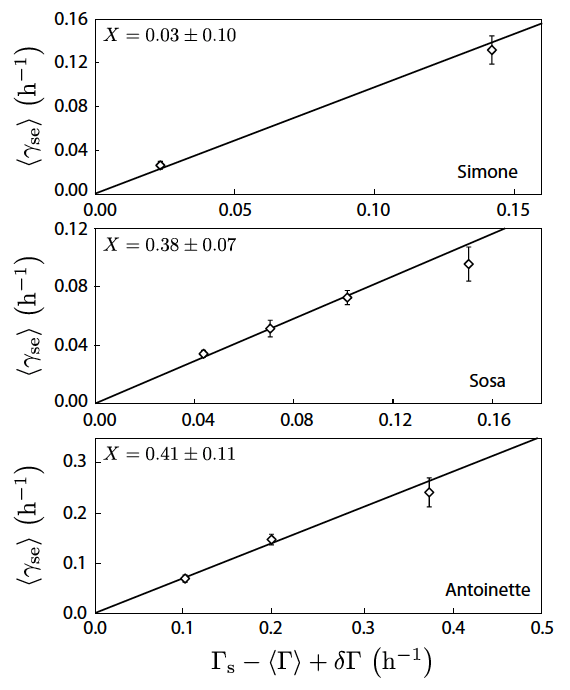 0.16
X = 0.03 ± 0.10
0.12
0.08
0.04
0.00
⟨γse⟩ (h⁻¹)
Simone
0.00 0.05 0.10 0.15
0.12
X = 0.38 ± 0.07
0.08
0.04
0.00
⟨γse⟩ (h⁻¹)
Sosa
0.00 0.04 0.08 0.12 0.16
X = 0.41 ± 0.11
0.3
0.2
0.1
0.0
⟨γse⟩ (h⁻¹)
Antoinette
0.0 0.1 0.2 0.3 0.4 0.5
Γs − ⟨Γ⟩ + δΓ (h⁻¹)